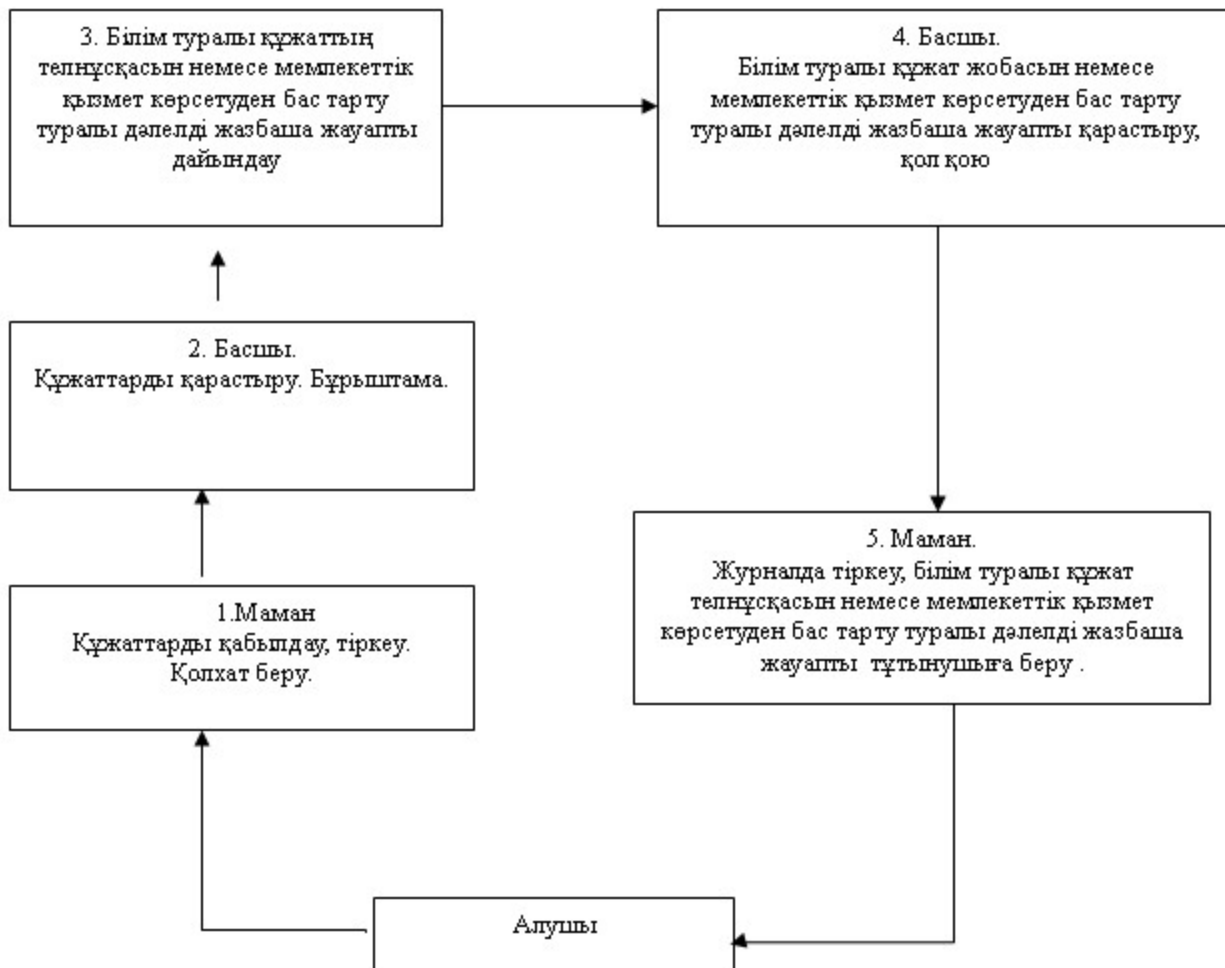 3. Білім туралы құжаттың
телнұсқасын немесе мемлекеттік
қызмет көрсетуден бас тарту
туралы дәлелді жазбаша жауапты
дайындау
4. Басшы.
Білім туралы құжат жобасын немесе
мемлекеттік қызмет көрсетуден бас тарту
туралы дәлелді жазбаша жауапты қарастыру,
қол қою
2. Басшы.
Құжаттарды қарастыру. Бұрыштама.
5. Маман.
Журналда тіркеу, білім туралы құжат
телнұсқасын немесе мемлекеттік қызмет
көрсетуден бас тарту туралы дәлелді жазбаша
жауапты тұтынушыға беру .
1.Маман
Құжаттарды қабылдау, тіркеу.
Қолхат беру.
Алушы